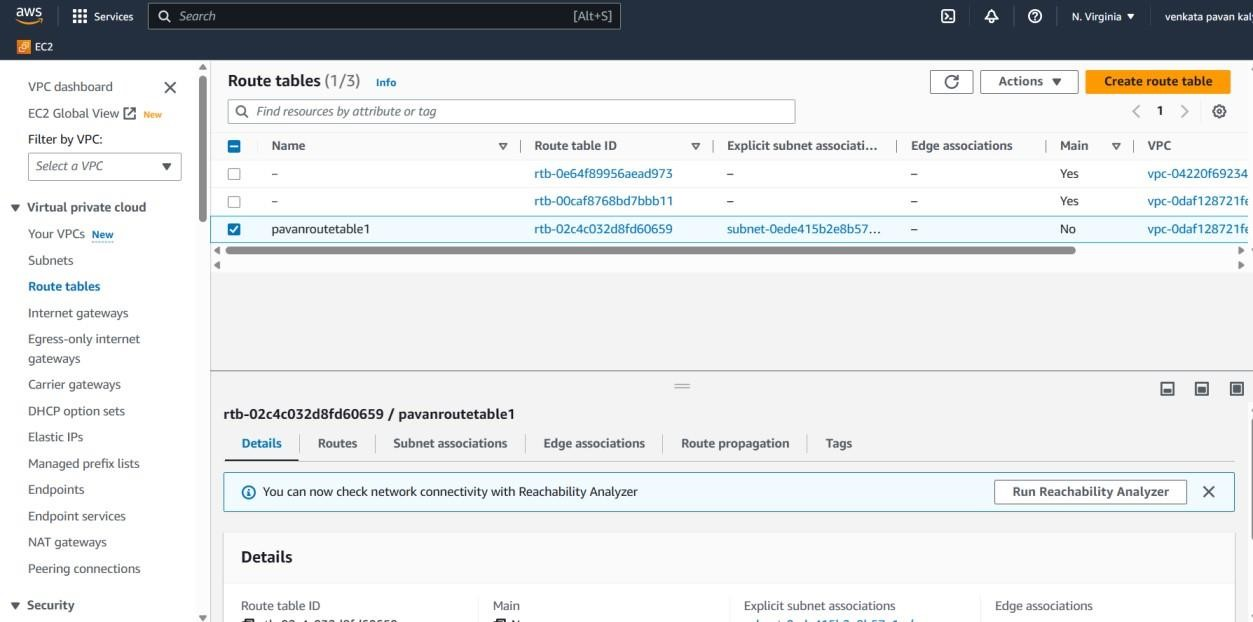 aws Services Search [Alt+S] N. Virginia venkata pavan kal
EC2
VPC dashboard
EC2 Global View New
Filter by VPC:
Select a VPC
Virtual private cloud
Your VPCs New
Subnets
Route tables
Internet gateways
Egress-only internet
gateways
Carrier gateways
DHCP option sets
Elastic IPs
Managed prefix lists
Endpoints
Endpoint services
NAT gateways
Peering connections
Security
Route tables (1/3) Info Actions Create route table
Find resources by attribute or tag 1
Name Route table ID Explicit subnet associati... Edge associations Main VPC
– rtb-0e64f89956aead973 – – Yes vpc-04220f69234
– rtb-00caf8768bd7bbb11 – – Yes vpc-0daf128721fe
pavanroutetable1 rtb-02c4c032d8fd60659 subnet-0ede415b2e8b57... – No vpc-0daf128721fe
rtb-02c4c032d8fd60659 / pavanroutetable1
Details Routes Subnet associations Edge associations Route propagation Tags
You can now check network connectivity with Reachability Analyzer Run Reachability Analyzer
Details
Route table ID Main Explicit subnet associations Edge associations